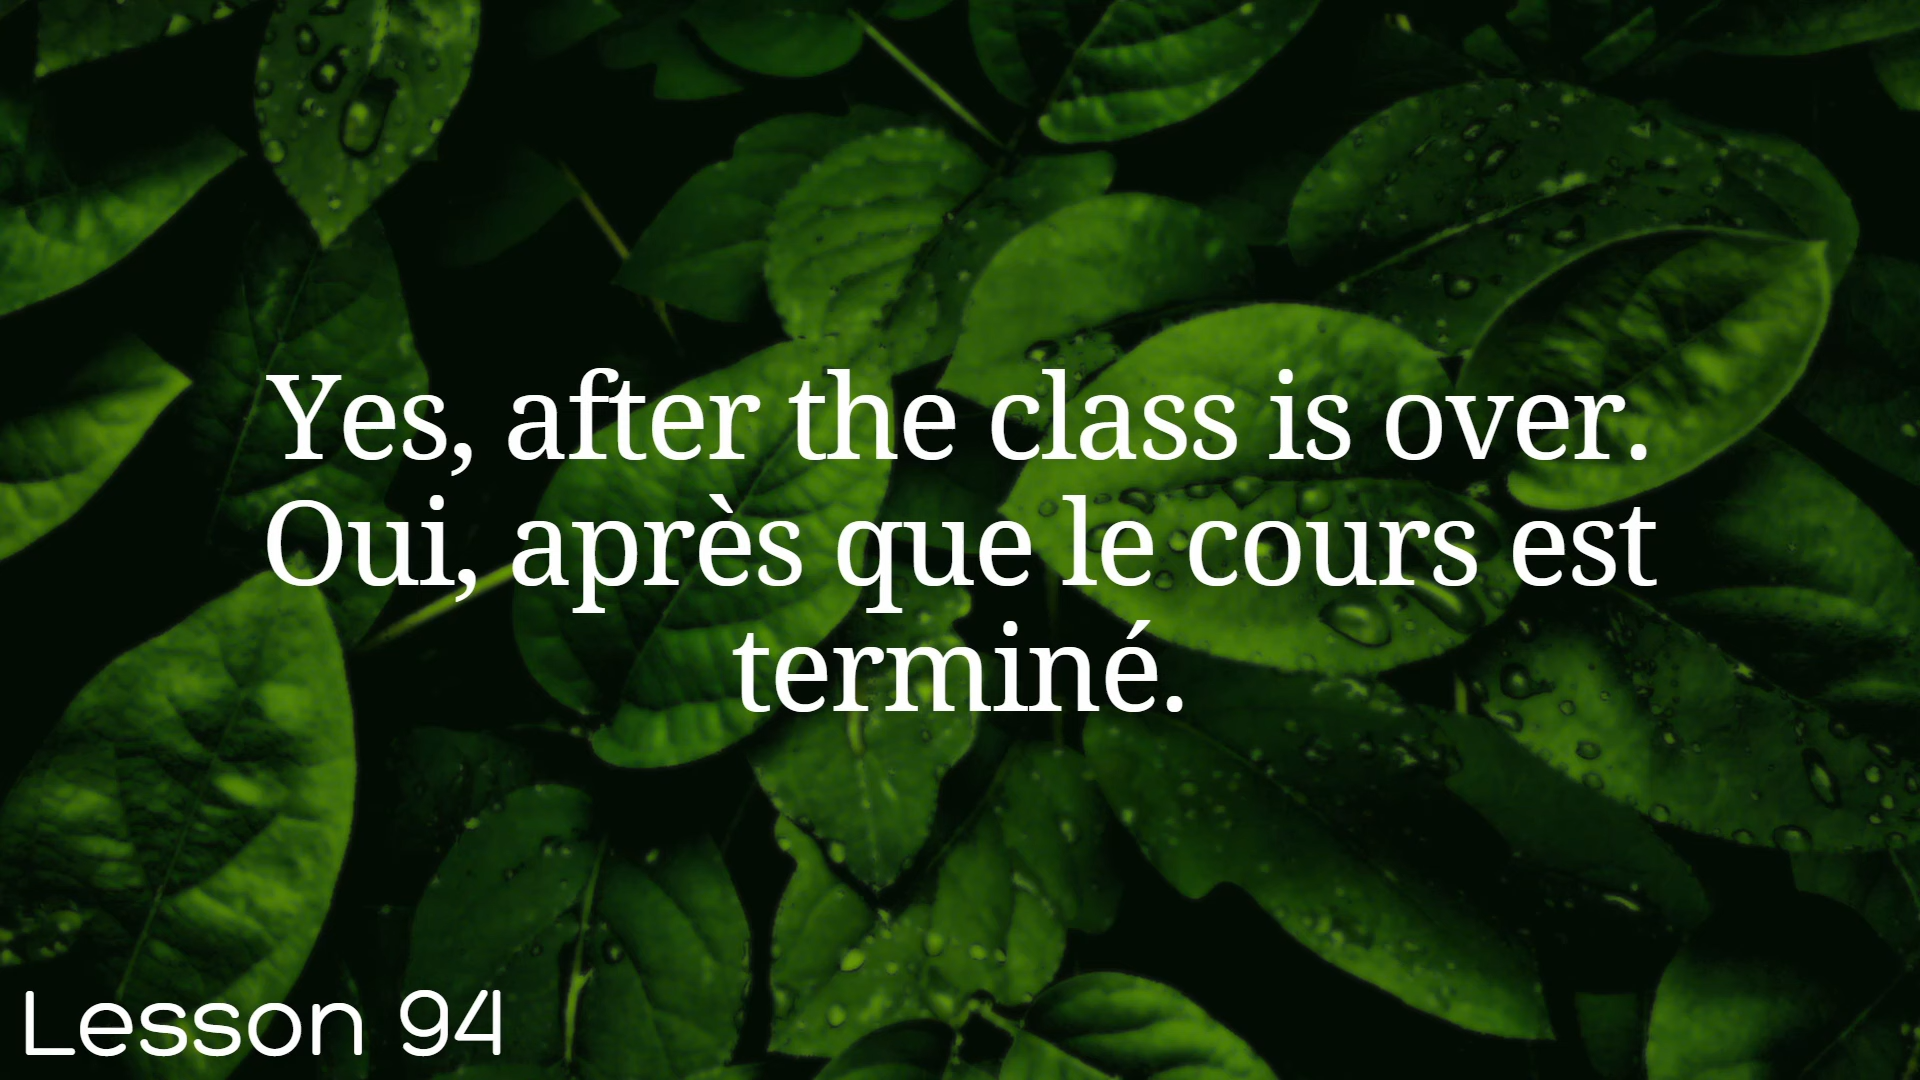 Yes, after the class is over.
Oui, après que le cours est
terminé.
Lesson 94